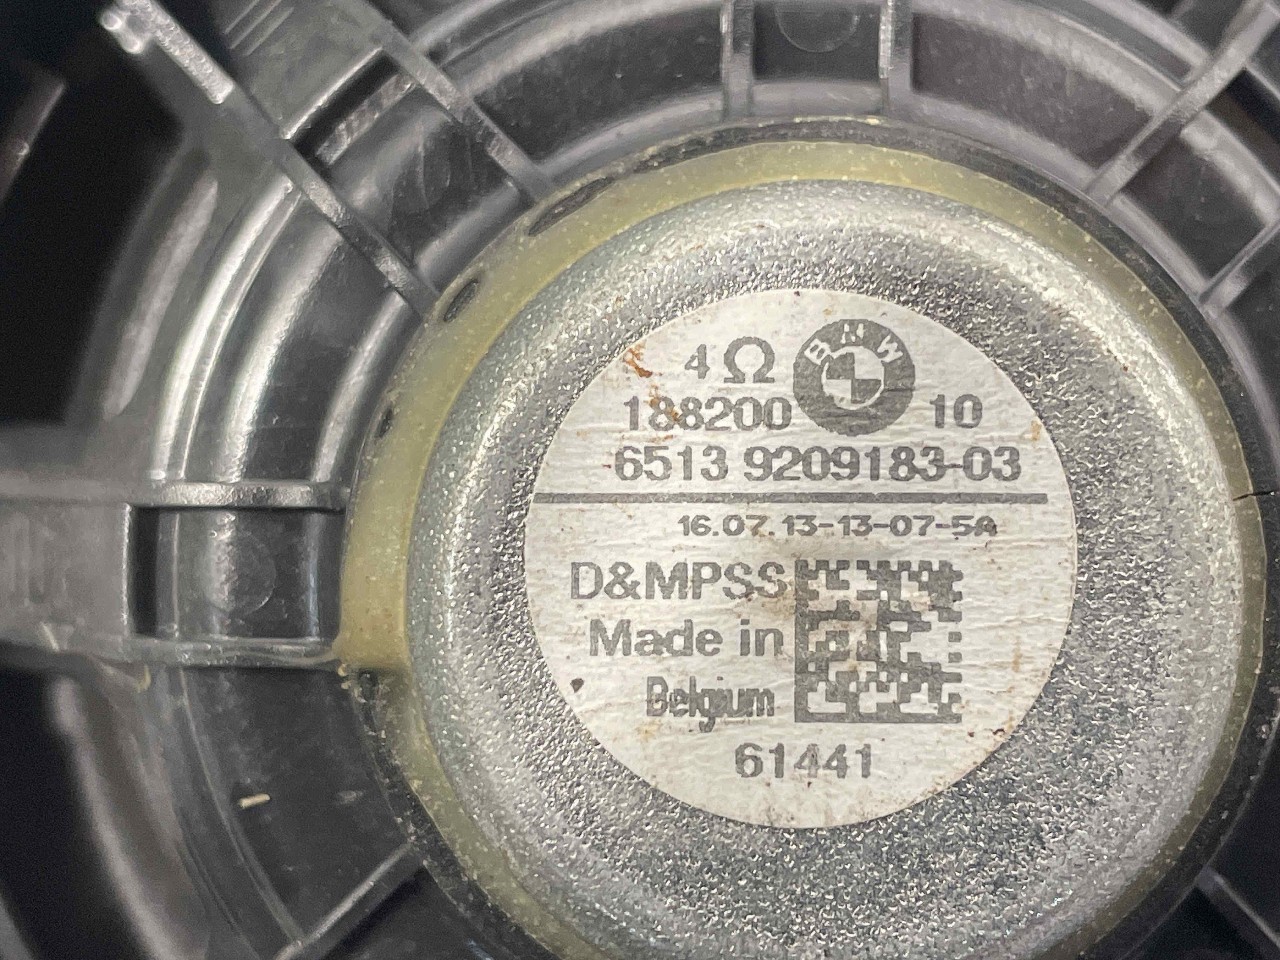 4 Ω BMW
188200 10
6513 9209183-03
16.07.13-13-07-5A
D&MPSS
Made in
Belgium
61441